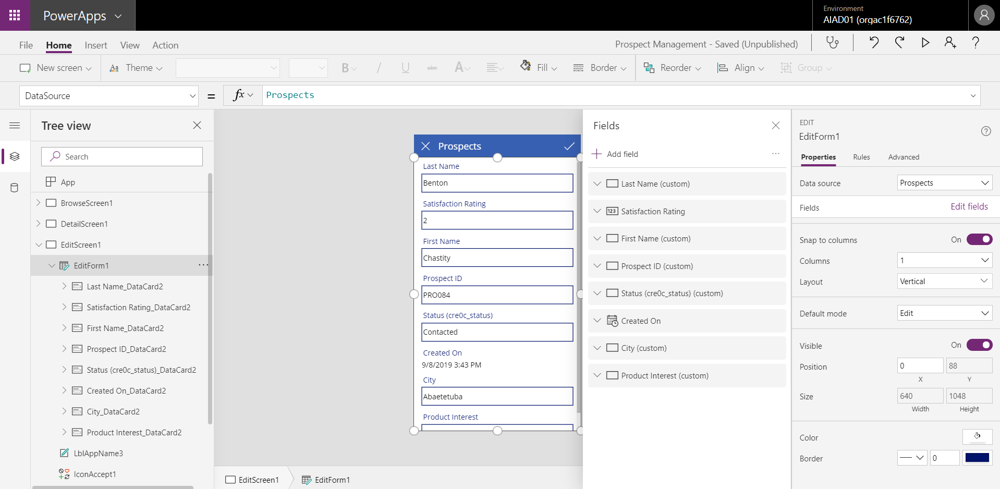 PowerApps
Environment
AIAD01 (orgac1f6762)
File Home Insert View Action
Prospect Management - Saved (Unpublished)
New screen Theme B / U abc A Fill Border Reorder Align Group
DataSource = fx Prospects
Tree view
Search
App
BrowseScreen1
DetailScreen1
EditScreen1
EditForm1 ...
Last Name_DataCard2
Satisfaction Rating_DataCard2
First Name_DataCard2
Prospect ID_DataCard2
Status (cre0c_status)_DataCard2
Created On_DataCard2
City_DataCard2
Product Interest_DataCard2
LblAppName3
IconAccept1
Prospects
Last Name
Benton
Satisfaction Rating
2
First Name
Chastity
Prospect ID
PRO084
Status (cre0c_status)
Contacted
Created On
9/8/2019 3:43 PM
City
Abaetetuba
Product Interest
EditScreen1 EditForm1
Fields
Add field ...
Last Name (custom)
123 Satisfaction Rating
First Name (custom)
Prospect ID (custom)
Status (cre0c_status) (custom)
Created On
City (custom)
Product Interest (custom)
EDIT
EditForm1
Properties Rules Advanced
Data source Prospects
Fields Edit fields
Snap to columns On
Columns 1
Layout Vertical
Default mode Edit
Visible On
Position 0 88
X Y
Size 640 1048
Width Height
Color
Border 0